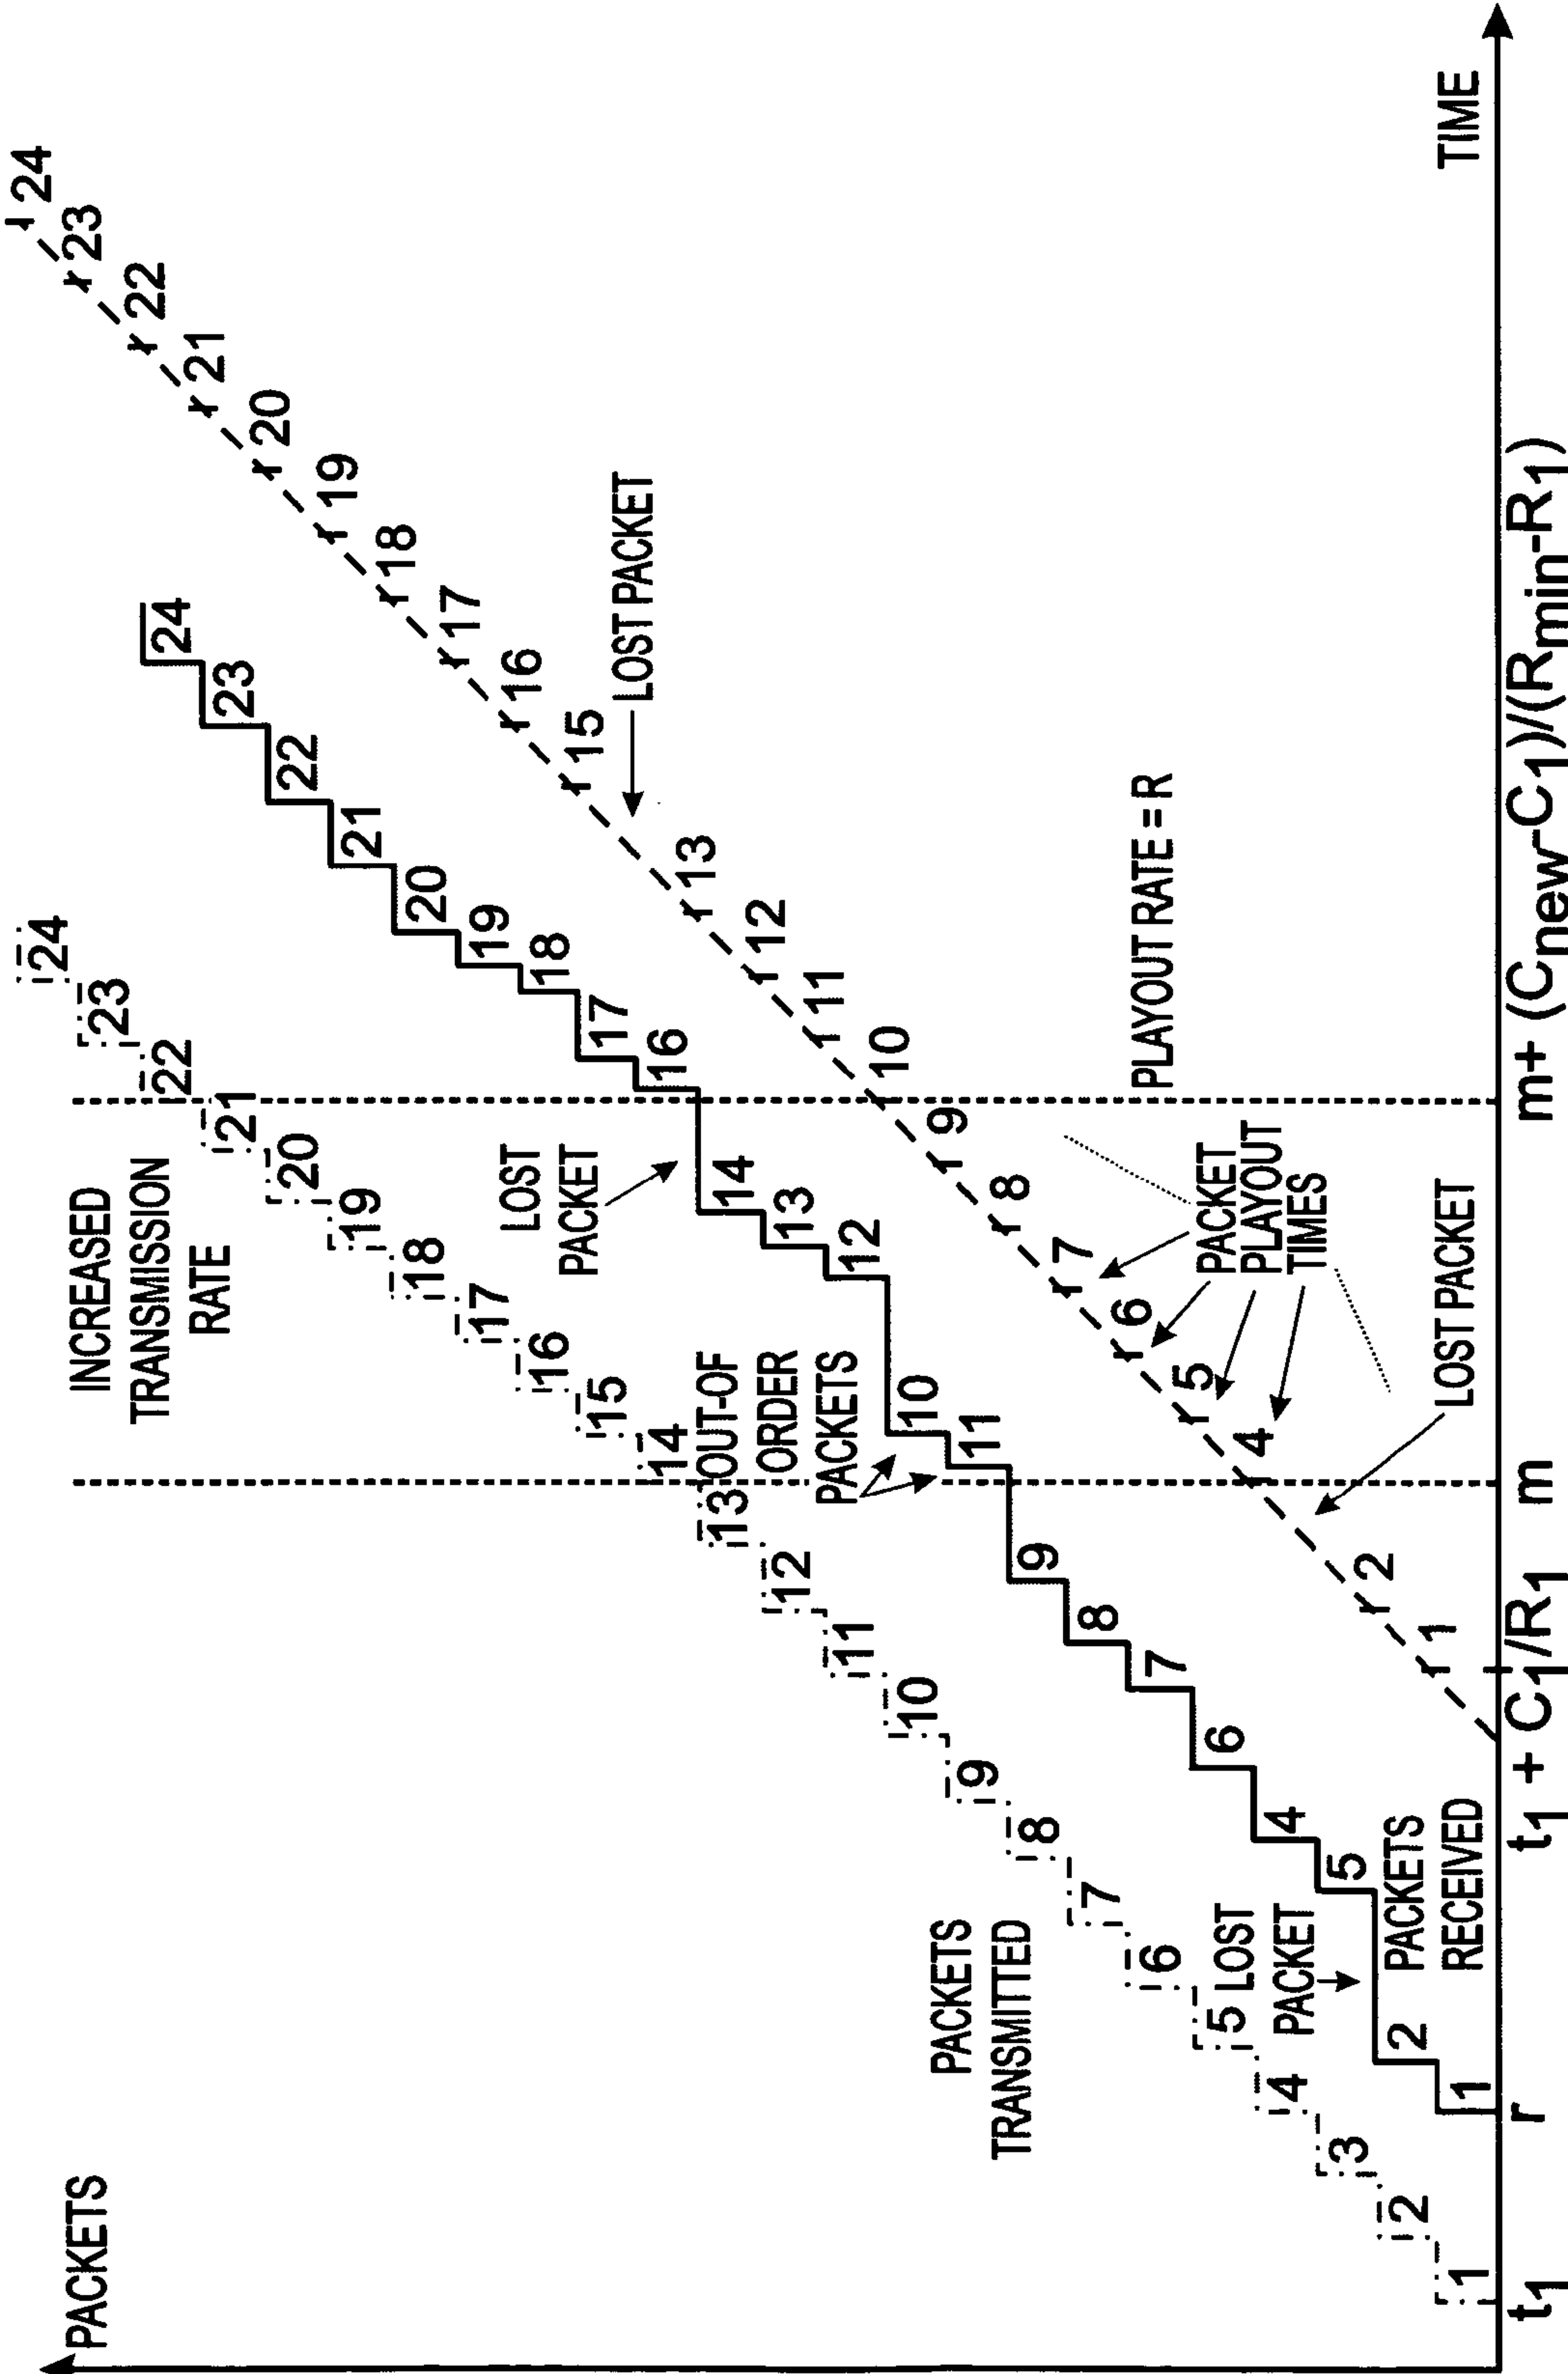 PACKETS
INCREASED
TRANSMISSION
RATE
PACKETS
TRANSMITTED
1
2
3
4
5
6
7
8
9
10
11
12
13
14
15
16
17
18
19
20
21
22
23
24
PACKETS
RECEIVED
LOST
PACKET
OUT-OF
ORDER
PACKETS
LOST
PACKET
1
2
5
4
6
7
8
9
11
10
12
13
14
16
17
18
19
20
21
22
23
24
LOST PACKET
PACKET
PLAYOUT
TIMES
PLAYOUT RATE = R
LOST PACKET
1
2
4
5
6
7
8
9
10
11
12
13
15
16
17
18
19
20
21
22
23
24
TIME
t1
r
t1 + C1/R1
m
m+ (Cnew-C1)/(Rmin-R1)